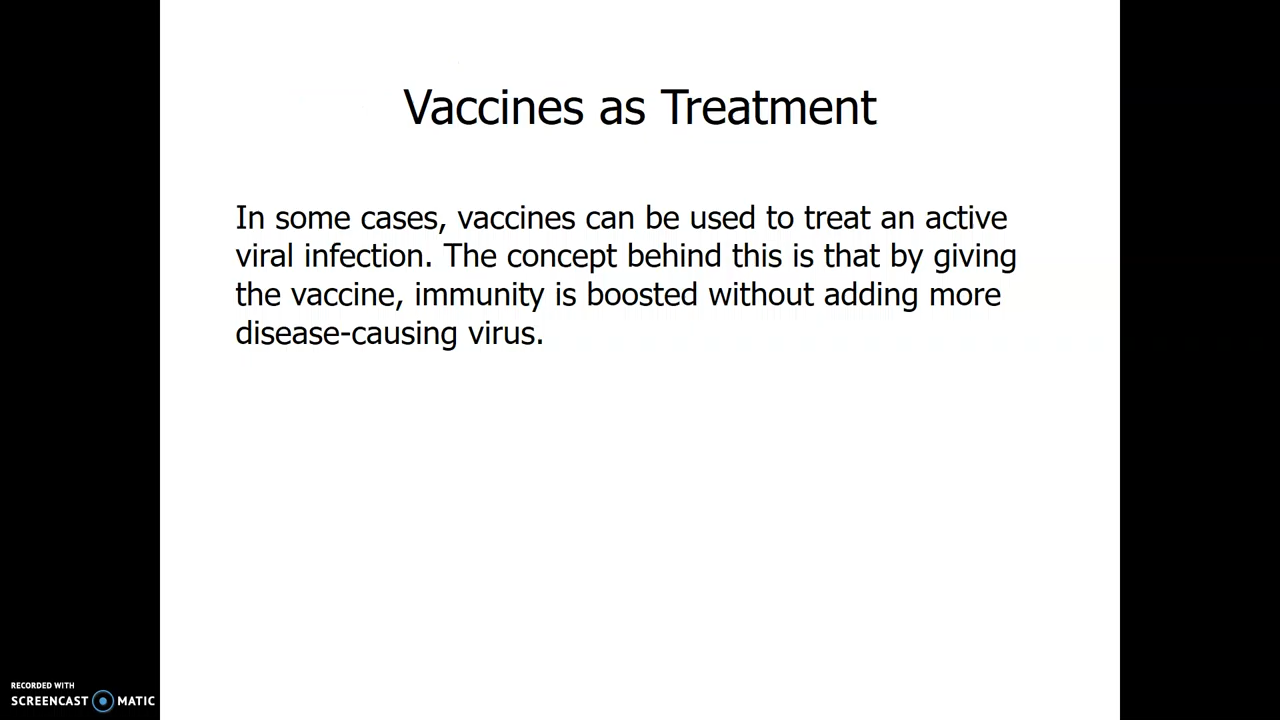 Vaccines as Treatment
In some cases, vaccines can be used to treat an active
viral infection. The concept behind this is that by giving
the vaccine, immunity is boosted without adding more
disease-causing virus.
RECORDED WITH
SCREENCAST MATIC